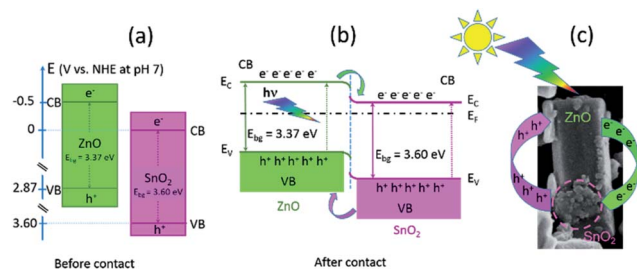 (a)
E (V vs. NHE at pH 7)
-0.5
0
2.87
3.60
CB
VB
e⁻
ZnO
E_bg = 3.37 eV
h⁺
e⁻
SnO₂
E_bg = 3.60 eV
h⁺
CB
VB
Before contact
(b)
CB
e⁻ e⁻ e⁻ e⁻ e⁻
E_C
hν
E_bg = 3.37 eV
E_V
h⁺ h⁺ h⁺ h⁺ h⁺
VB
ZnO
CB
e⁻ e⁻ e⁻ e⁻ e⁻
E_C
E_F
E_bg = 3.60 eV
E_V
h⁺ h⁺ h⁺ h⁺ h⁺
VB
SnO₂
After contact
(c)
ZnO
h⁺ h⁺
h⁺ h⁺
e⁻
e⁻
e⁻
e⁻
e⁻
SnO₂